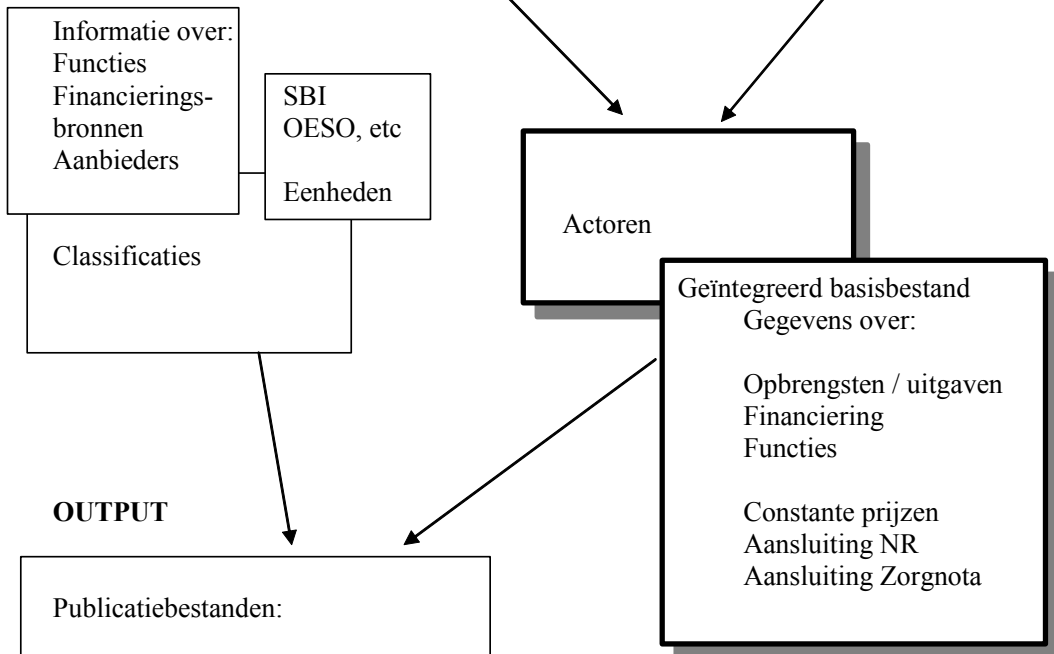 Informatie over:
Functies
Financierings-
bronnen
Aanbieders
SBI
OESO, etc
Eenheden
Classificaties
Actoren
Geïntegreerd basisbestand
Gegevens over:
Opbrengsten / uitgaven
Financiering
Functies
Constante prijzen
Aansluiting NR
Aansluiting Zorgnota
OUTPUT
Publicatiebestanden: